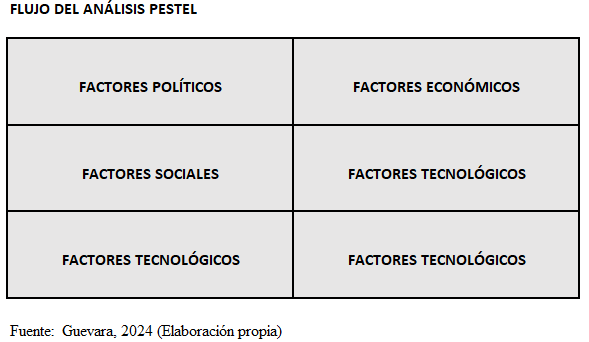 FLUJO DEL ANÁLISIS PESTEL
FACTORES POLÍTICOS
FACTORES ECONÓMICOS
FACTORES SOCIALES
FACTORES TECNOLÓGICOS
FACTORES TECNOLÓGICOS
FACTORES TECNOLÓGICOS
Fuente: Guevara, 2024 (Elaboración propia)